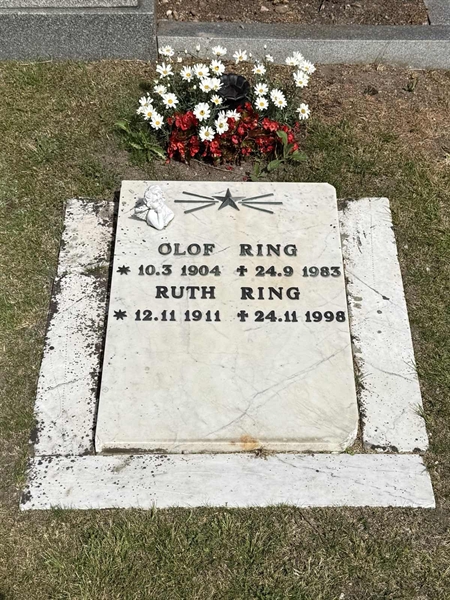 OLOF RING
* 10.3 1904 ✝ 24.9 1983
RUTH RING
* 12.11 1911 ✝ 24.11 1998